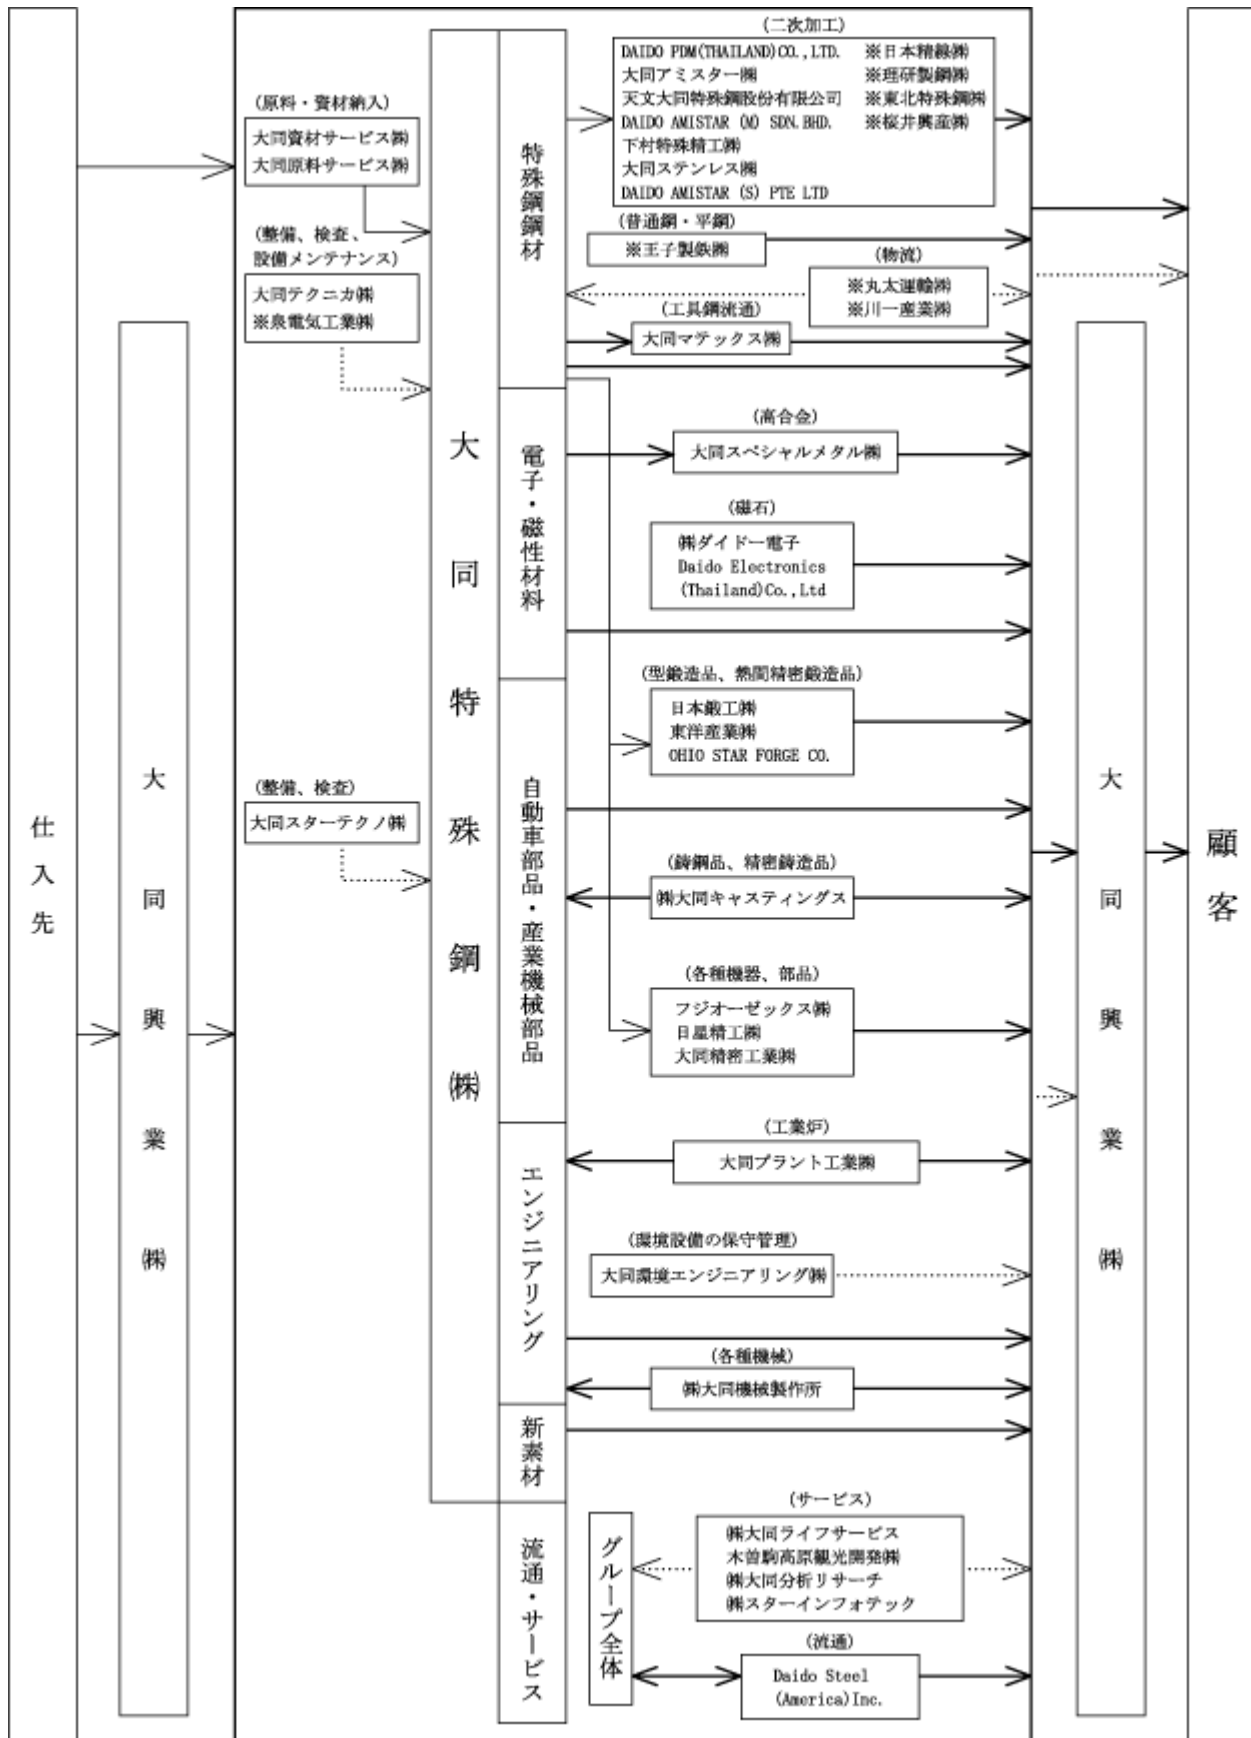 仕入先
大同興業㈱
(原料・資材納入)
大同資材サービス㈱
大同原料サービス㈱
(整備、検査、
設備メンテナンス)
大同テクニカ㈱
※泉電気工業㈱
(整備、検査)
大同スターテクノ㈱
大同特殊鋼㈱
特殊鋼鋼材
(二次加工)
DAIDO PDM(THAILAND)CO.,LTD.
大同アミスター㈱
天文大同特殊鋼股份有限公司
DAIDO AMISTAR (M) SDN.BHD.
下村特殊精工㈱
大同ステンレス㈱
DAIDO AMISTAR (S) PTE LTD
※日本精線㈱
※理研製鋼㈱
※東北特殊鋼㈱
※桜井興産㈱
(普通鋼・平鋼)
※王子製鉄㈱
(物流)
※丸太運輸㈱
※川一産業㈱
(工具鋼流通)
大同マテックス㈱
電子・磁性材料
(高合金)
大同スペシャルメタル㈱
(磁石)
㈱ダイドー電子
Daido Electronics
(Thailand)Co.,Ltd
自動車部品・産業機械部品
(型鍛造品、熱間精密鍛造品)
日本鍛工㈱
東洋産業㈱
OHIO STAR FORGE CO.
(鋳鋼品、精密鋳造品)
㈱大同キャスティングス
(各種機器、部品)
フジオーゼックス㈱
日星精工㈱
大同精密工業㈱
エンジニアリング
(工業炉)
大同プラント工業㈱
(環境設備の保守管理)
大同環境エンジニアリング㈱
(各種機械)
㈱大同機械製作所
新素材
流通・サービス
グループ全体
(サービス)
㈱大同ライフサービス
木曽駒高原観光開発㈱
㈱大同分析リサーチ
㈱スターインフォテック
(流通)
Daido Steel
(America)Inc.
大同興業㈱
顧客